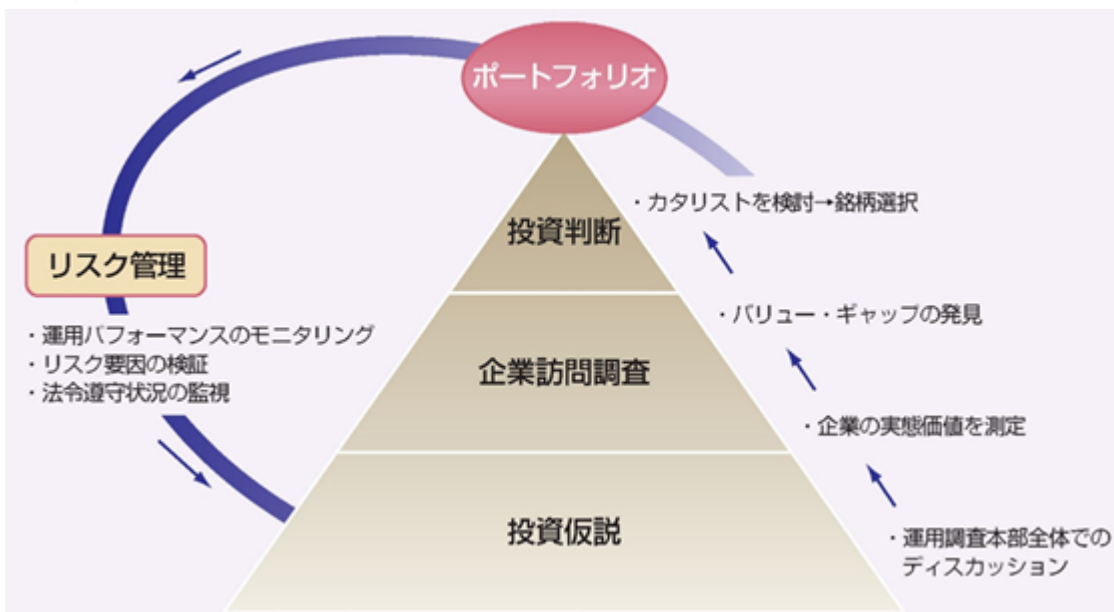 ポートフォリオ
・カタリストを検討→銘柄選択
投資判断
リスク管理
・バリュー・ギャップの発見
・運用パフォーマンスのモニタリング
・リスク要因の検証
・法令遵守状況の監視
企業訪問調査
・企業の実態価値を測定
投資仮説
・運用調査本部全体での
ディスカッション